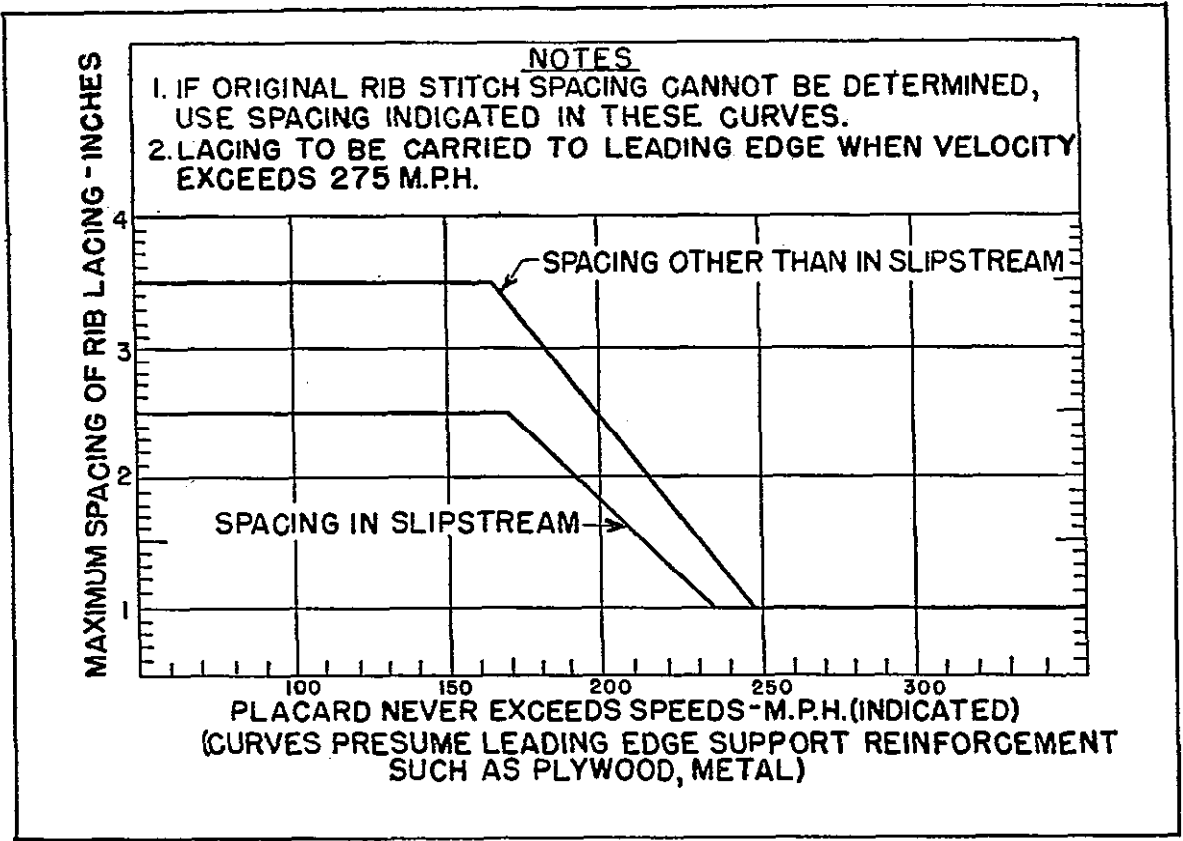 NOTES
1. IF ORIGINAL RIB STITCH SPACING CANNOT BE DETERMINED,
USE SPACING INDICATED IN THESE CURVES.
2. LACING TO BE CARRIED TO LEADING EDGE WHEN VELOCITY
EXCEEDS 275 M.P.H.
MAXIMUM SPACING OF RIB LACING -INCHES
4
3
2
1
SPACING OTHER THAN IN SLIPSTREAM
SPACING IN SLIPSTREAM
100 150 200 250 300
PLACARD NEVER EXCEEDS SPEEDS-M.P.H.(INDICATED)
(CURVES PRESUME LEADING EDGE SUPPORT REINFORCEMENT
SUCH AS PLYWOOD, METAL)